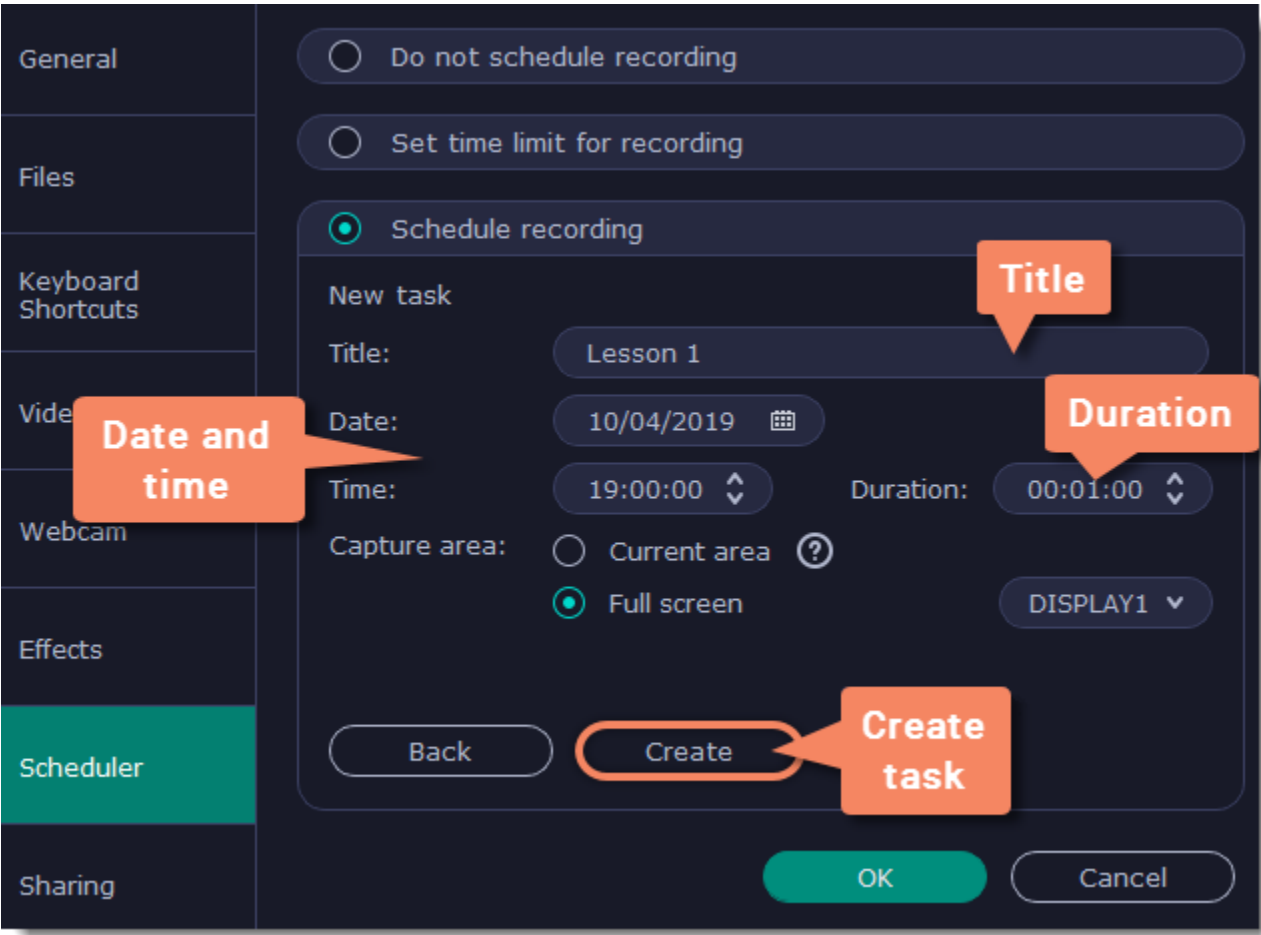 General
Files
Keyboard
Shortcuts
Vide
Webcam
Effects
Scheduler
Sharing
Do not schedule recording
Set time limit for recording
Schedule recording
New task
Title
Title: Lesson 1
Duration
Date and
time
Date: 10/04/2019
Time: 19:00:00 Duration: 00:01:00
Capture area: Current area ?
Full screen DISPLAY1
Create
task
Back Create
OK Cancel